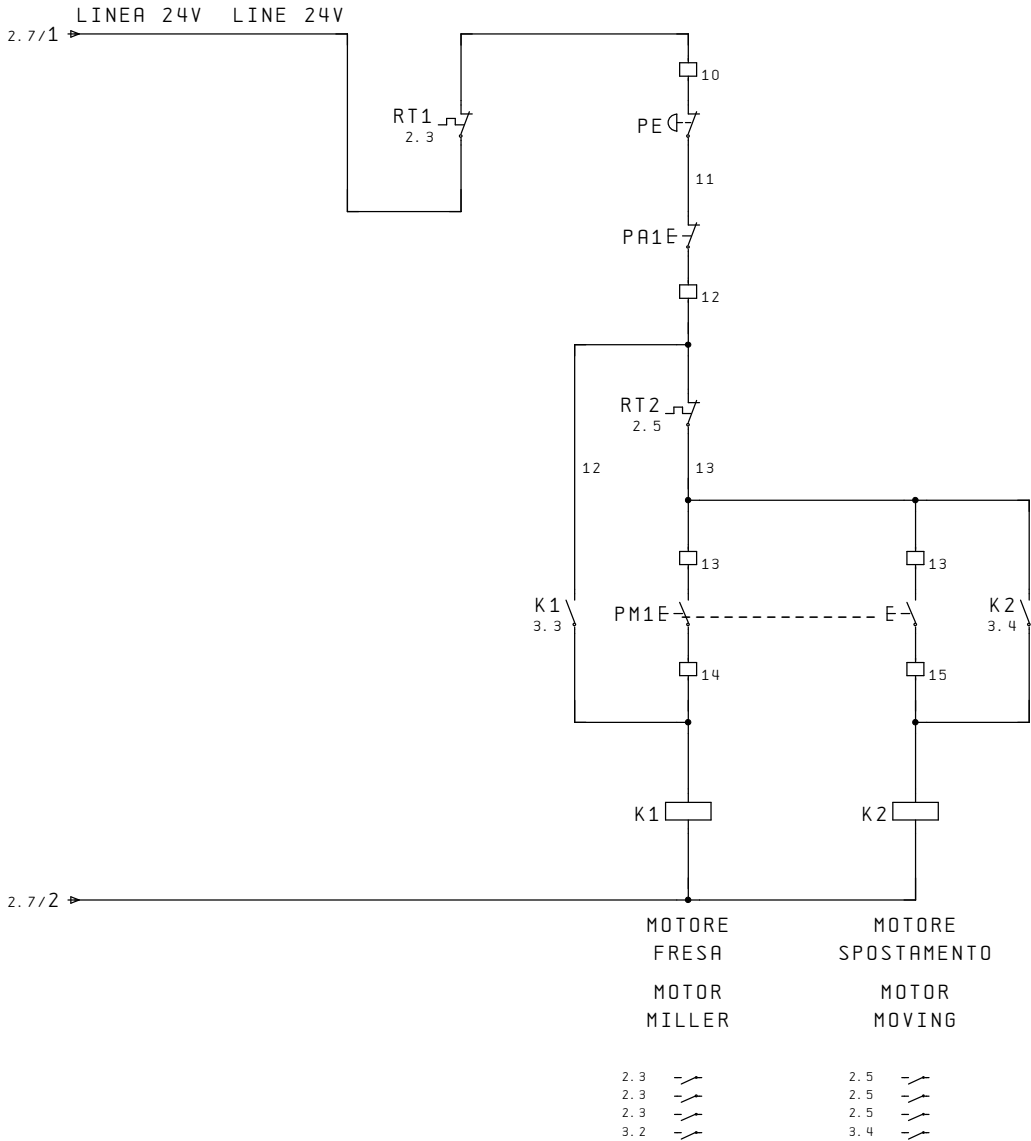 LINEA 24V LINE 24V
2.7/1
10
RT1
2.3
PE
11
PA1
12
RT2
2.5
12
13
13
13
K1
3.3
PM1
K2
3.4
14
15
K1
K2
2.7/2
MOTORE
FRESA
MOTOR
MILLER
MOTORE
SPOSTAMENTO
MOTOR
MOVING
2.3
2.3
2.3
3.2
2.5
2.5
2.5
3.4